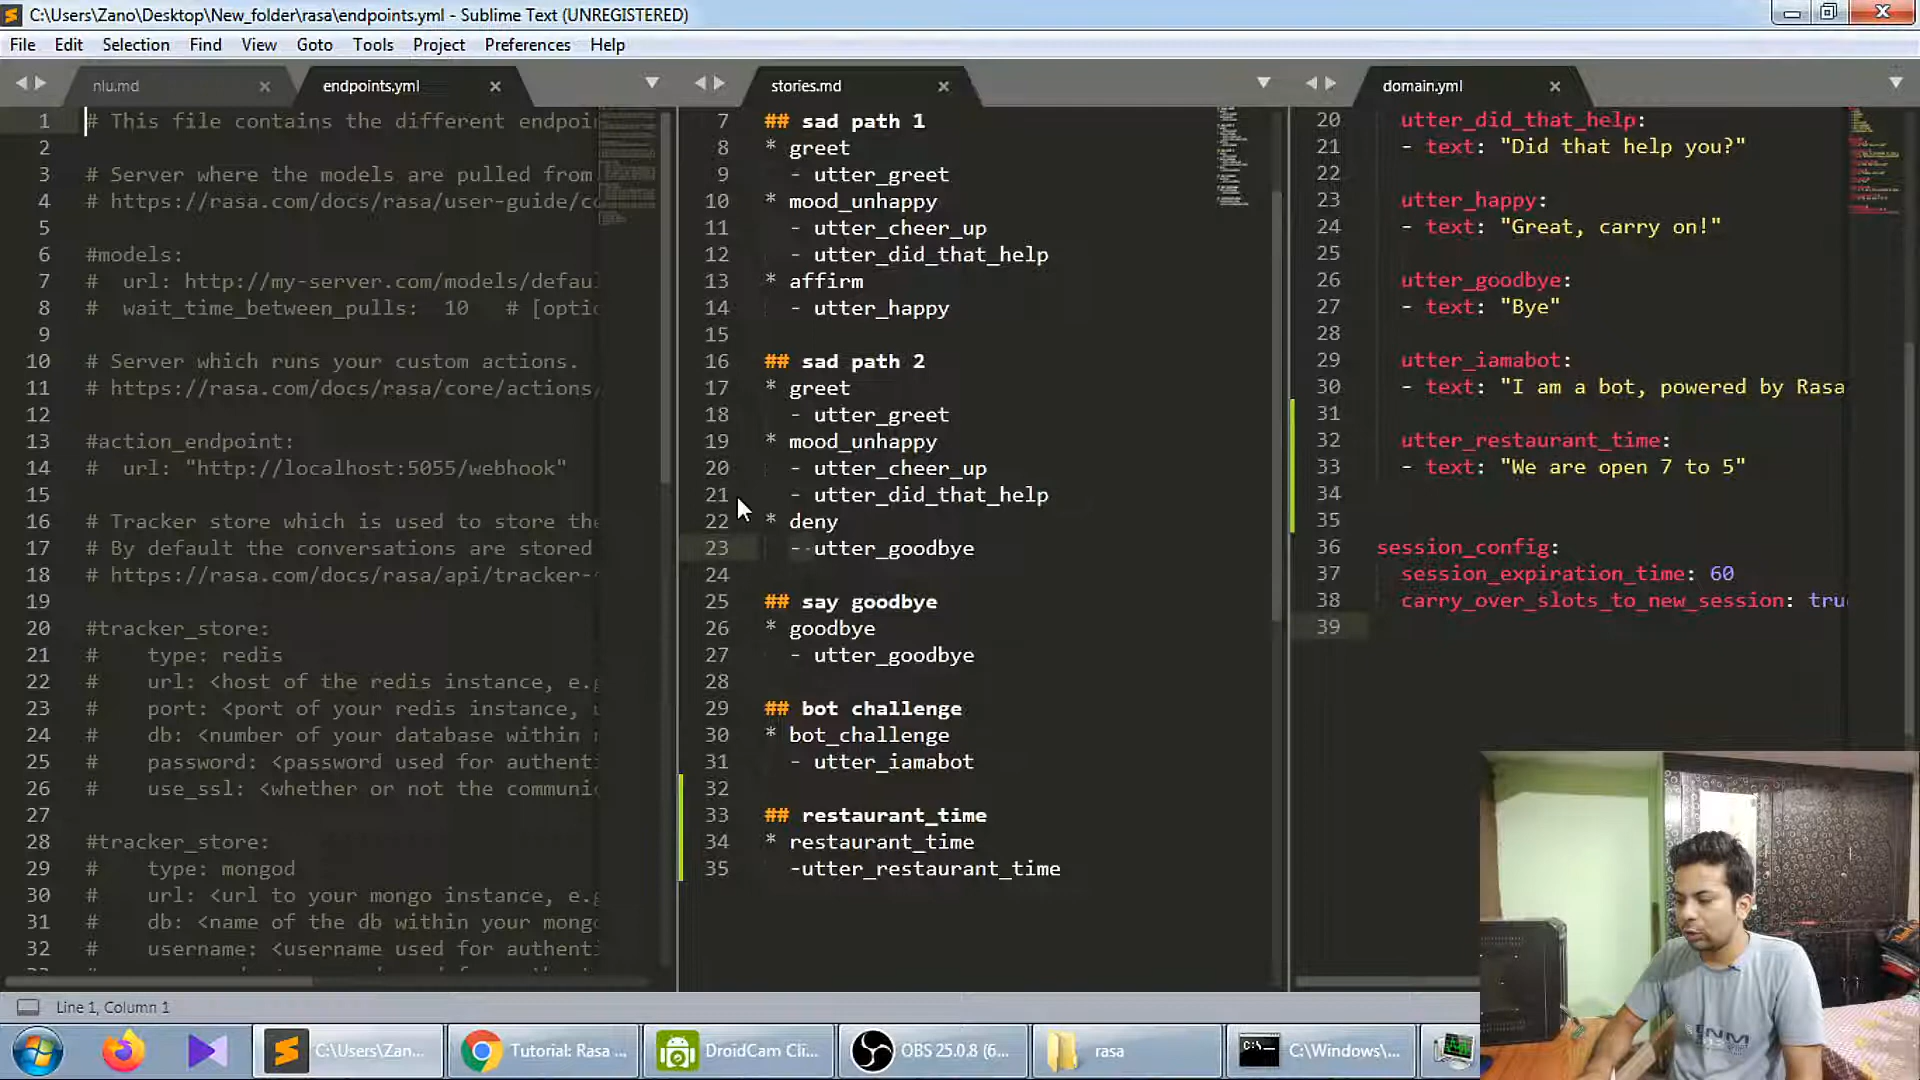 C:\Users\Zano\Desktop\New_folder\rasa\endpoints.yml - Sublime Text (UNREGISTERED)
File Edit Selection Find View Goto Tools Project Preferences Help
nlu.md
endpoints.yml
1 # This file contains the different endpoi
2
3 # Server where the models are pulled from
4 # https://rasa.com/docs/rasa/user-guide/co
5
6 #models:
7 #  url: http://my-server.com/models/defau
8 #  wait_time_between_pulls:  10   # [optio
9
10 # Server which runs your custom actions.
11 # https://rasa.com/docs/rasa/core/actions/
12
13 #action_endpoint:
14 #  url: "http://localhost:5055/webhook"
15
16 # Tracker store which is used to store the
17 # By default the conversations are stored
18 # https://rasa.com/docs/rasa/api/tracker-
19
20 #tracker_store:
21 #    type: redis
22 #    url: <host of the redis instance, e.g
23 #    port: <port of your redis instance,
24 #    db: <number of your database within
25 #    password: <password used for authenti
26 #    use_ssl: <whether or not the communic
27
28 #tracker_store:
29 #    type: mongod
30 #    url: <url to your mongo instance, e.g
31 #    db: <name of the db within your mong
32 #    username: <username used for authenti
stories.md
7 ## sad path 1
8 * greet
9   - utter_greet
10 * mood_unhappy
11   - utter_cheer_up
12   - utter_did_that_help
13 * affirm
14   - utter_happy
15
16 ## sad path 2
17 * greet
18   - utter_greet
19 * mood_unhappy
20   - utter_cheer_up
21   - utter_did_that_help
22 * deny
23   - utter_goodbye
24
25 ## say goodbye
26 * goodbye
27   - utter_goodbye
28
29 ## bot challenge
30 * bot_challenge
31   - utter_iamabot
32
33 ## restaurant_time
34 * restaurant_time
35   -utter_restaurant_time
domain.yml
20   utter_did_that_help:
21   - text: "Did that help you?"
22
23   utter_happy:
24   - text: "Great, carry on!"
25
26   utter_goodbye:
27   - text: "Bye"
28
29   utter_iamabot:
30   - text: "I am a bot, powered by Rasa
31
32   utter_restaurant_time:
33   - text: "We are open 7 to 5"
34
35
36 session_config:
37   session_expiration_time: 60
38   carry_over_slots_to_new_session: tru
39
Line 1, Column 1
C:\Users\Zan...
Tutorial: Rasa ...
DroidCam Cli...
OBS 25.0.8 (6...
rasa
C:\Windows\...